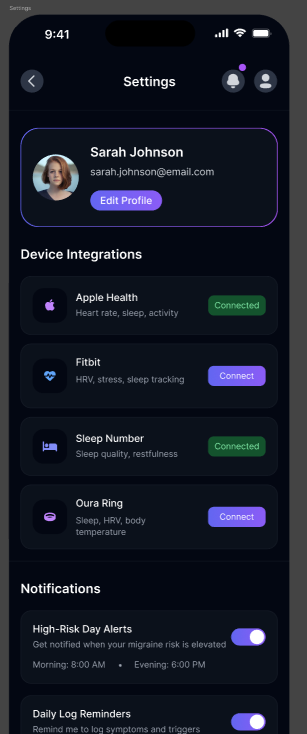 Settings
9:41
Settings
Sarah Johnson
sarah.johnson@email.com
Edit Profile
Device Integrations
Apple Health
Heart rate, sleep, activity
Connected
Fitbit
HRV, stress, sleep tracking
Connect
Sleep Number
Sleep quality, restfulness
Connected
Oura Ring
Sleep, HRV, body
temperature
Connect
Notifications
High-Risk Day Alerts
Get notified when your migraine risk is elevated
Morning: 8:00 AM • Evening: 6:00 PM
Daily Log Reminders
Remind me to log symptoms and triggers